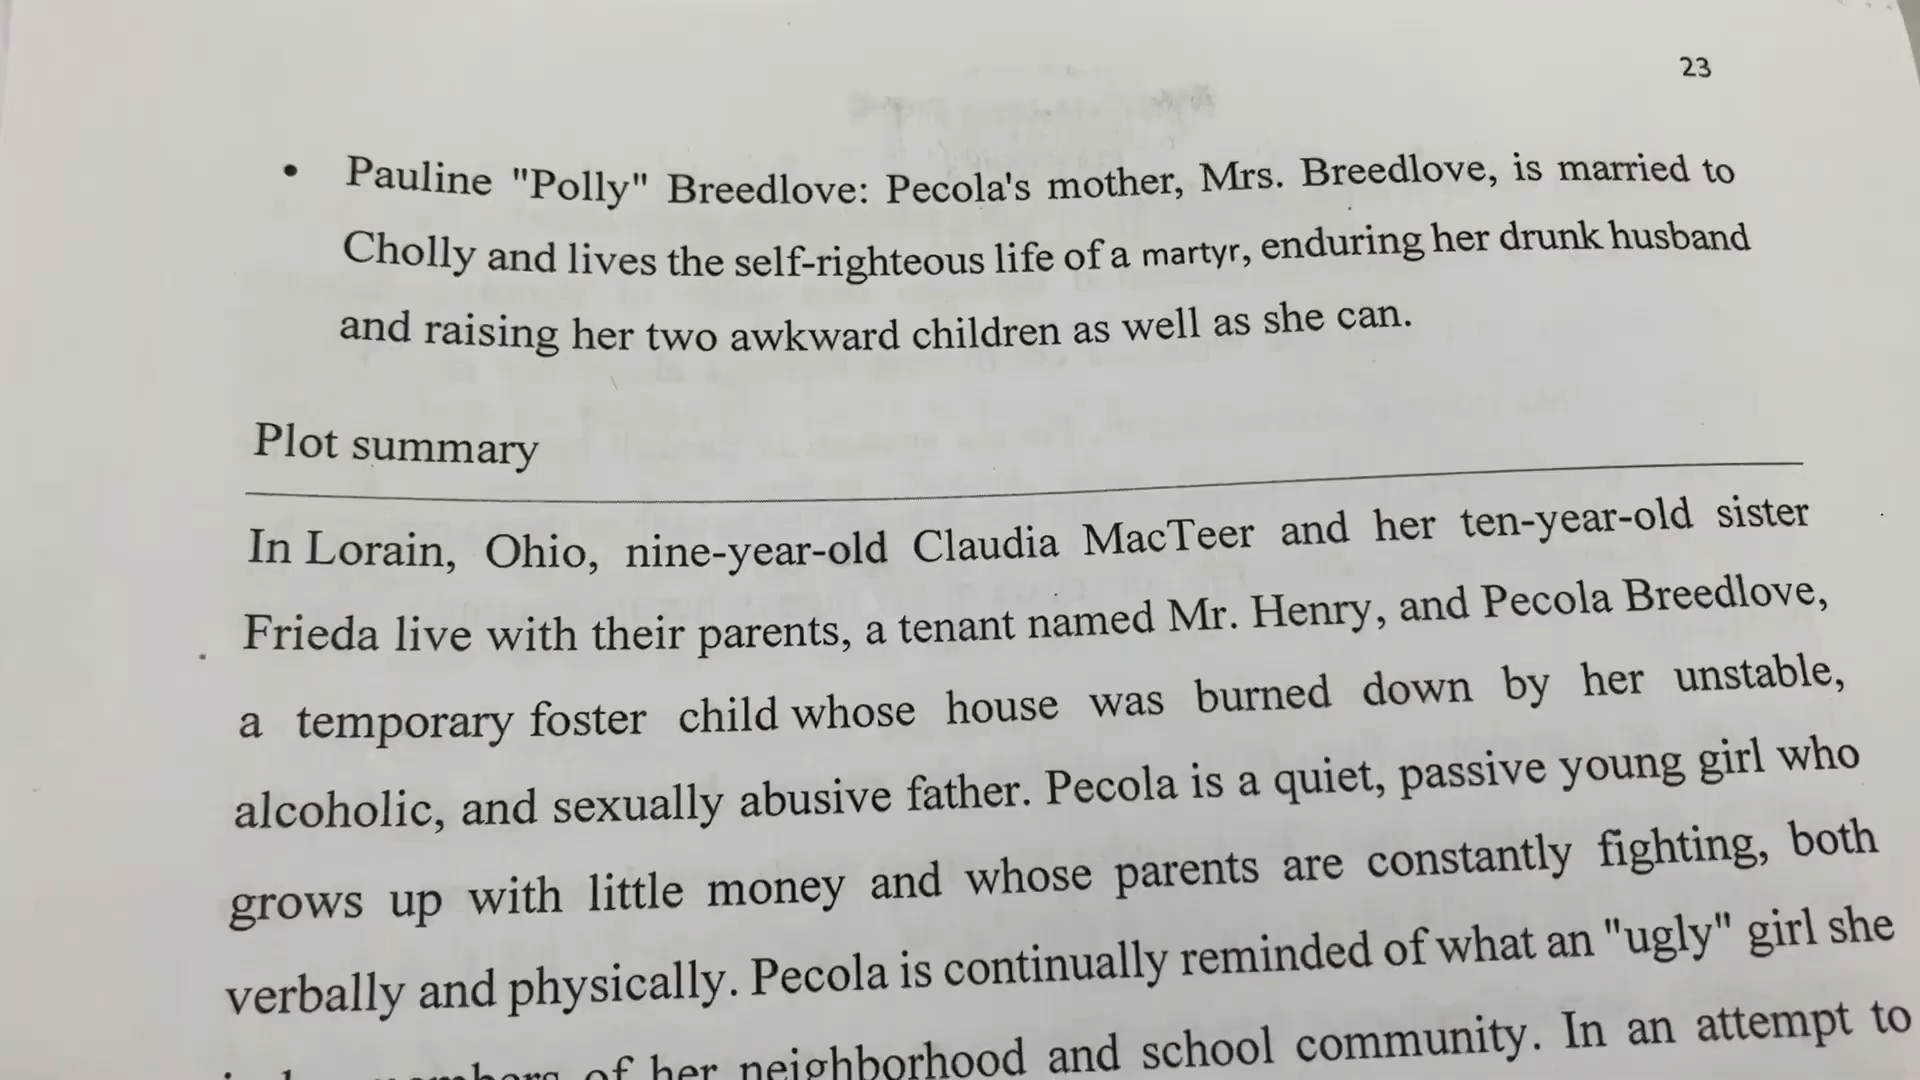 23
• Pauline "Polly" Breedlove: Pecola's mother, Mrs. Breedlove, is married to
Cholly and lives the self-righteous life of a martyr, enduring her drunk husband
and raising her two awkward children as well as she can.
Plot summary
In Lorain, Ohio, nine-year-old Claudia MacTeer and her ten-year-old sister
Frieda live with their parents, a tenant named Mr. Henry, and Pecola Breedlove,
a temporary foster child whose house was burned down by her unstable,
alcoholic, and sexually abusive father. Pecola is a quiet, passive young girl who
grows up with little money and whose parents are constantly fighting, both
verbally and physically. Pecola is continually reminded of what an "ugly" girl she
of her neighborhood and school community. In an attempt to